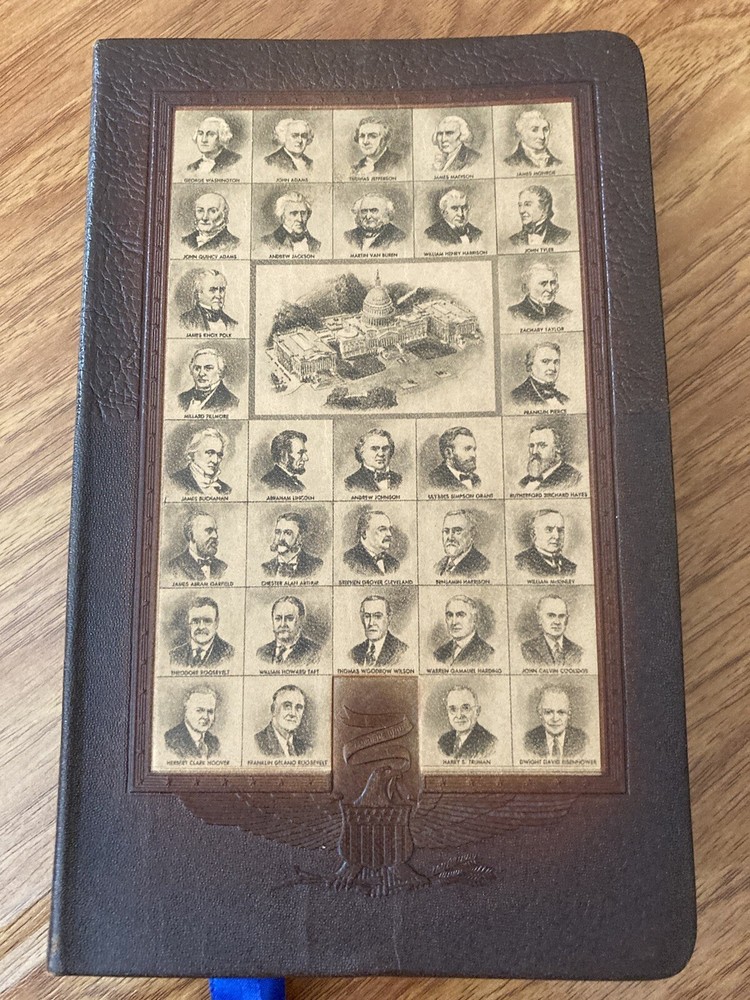 GEORGE WASHINGTON
JOHN ADAMS
THOMAS JEFFERSON
JAMES MADISON
JAMES MONROE
JOHN QUINCY ADAMS
ANDREW JACKSON
MARTIN VAN BUREN
WILLIAM HENRY HARRISON
JOHN TYLER
JAMES KNOX POLK
ZACHARY TAYLOR
MILLARD FILLMORE
FRANKLIN PIERCE
JAMES BUCHANAN
ABRAHAM LINCOLN
ANDREW JOHNSON
ULYSSES SIMPSON GRANT
RUTHERFORD BIRCHARD HAYES
JAMES ABRAM GARFIELD
CHESTER ALAN ARTHUR
STEPHEN GROVER CLEVELAND
BENJAMIN HARRISON
WILLIAM McKINLEY
THEODORE ROOSEVELT
WILLIAM HOWARD TAFT
THOMAS WOODROW WILSON
WARREN GAMALIEL HARDING
JOHN CALVIN COOLIDGE
HERBERT CLARK HOOVER
FRANKLIN DELANO ROOSEVELT
HARRY S. TRUMAN
DWIGHT DAVID EISENHOWER